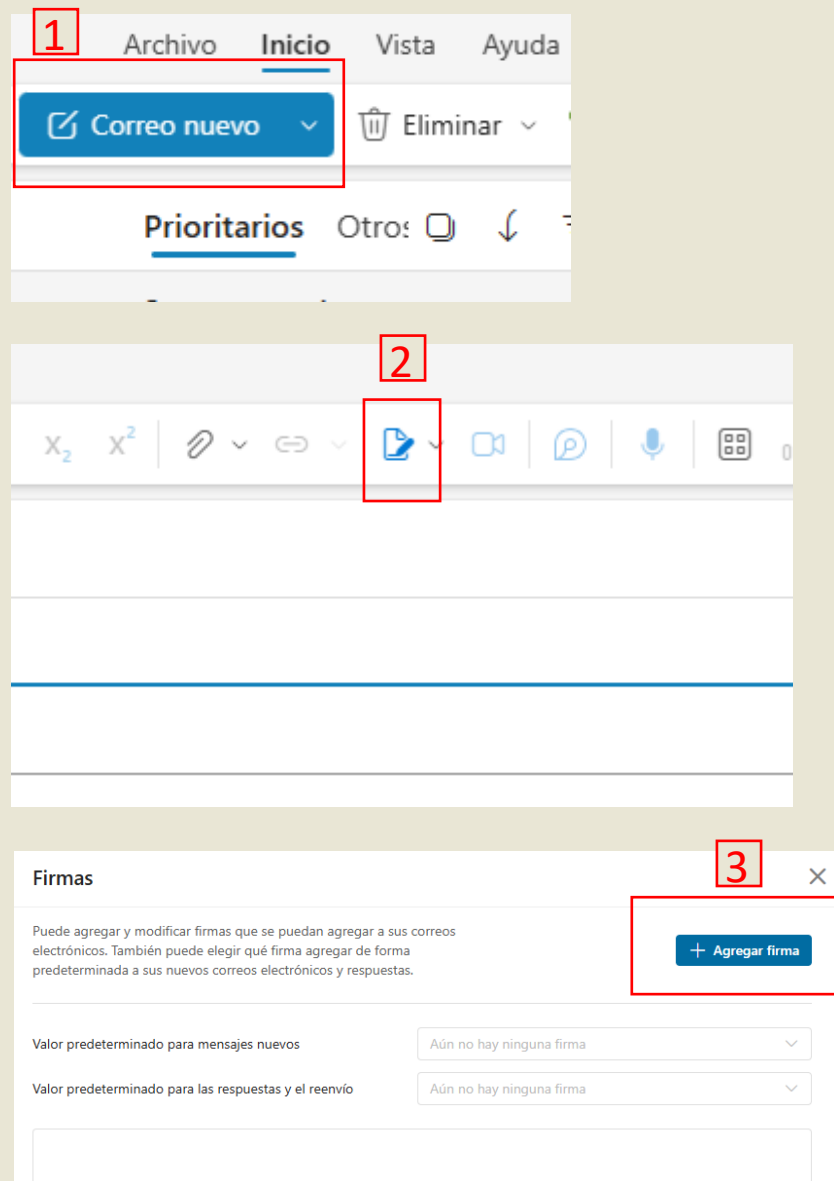 1
Archivo Inicio Vista Ayuda
Correo nuevo Eliminar
Prioritarios Otros
2
X₂ X²
3
Firmas
Puede agregar y modificar firmas que se puedan agregar a sus correos
electrónicos. También puede elegir qué firma agregar de forma
predeterminada a sus nuevos correos electrónicos y respuestas.
+ Agregar firma
Valor predeterminado para mensajes nuevos Aún no hay ninguna firma
Valor predeterminado para las respuestas y el reenvío Aún no hay ninguna firma